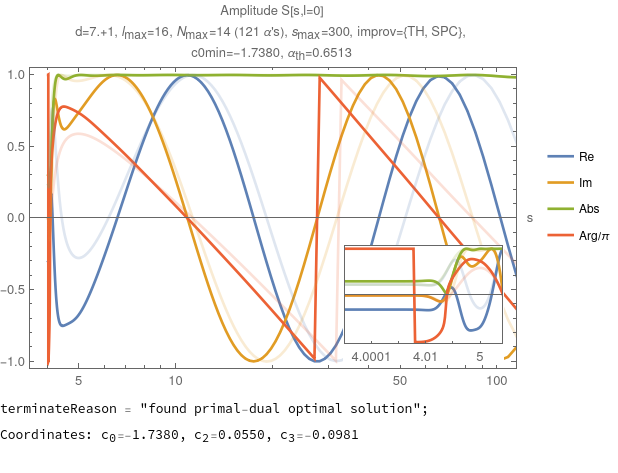 Amplitude S[s,l=0]
d=7.+1, lmax=16, Nmax=14 (121 α's), smax=300, improv={TH, SPC},
c0min=−1.7380, αth=0.6513
1.0
0.5
0.0
−0.5
−1.0
5 10 50 100
s
4.0001 4.01 5
Re
Im
Abs
Arg/π
terminateReason = "found primal-dual optimal solution";
Coordinates: c0=−1.7380, c2=0.0550, c3=−0.0981